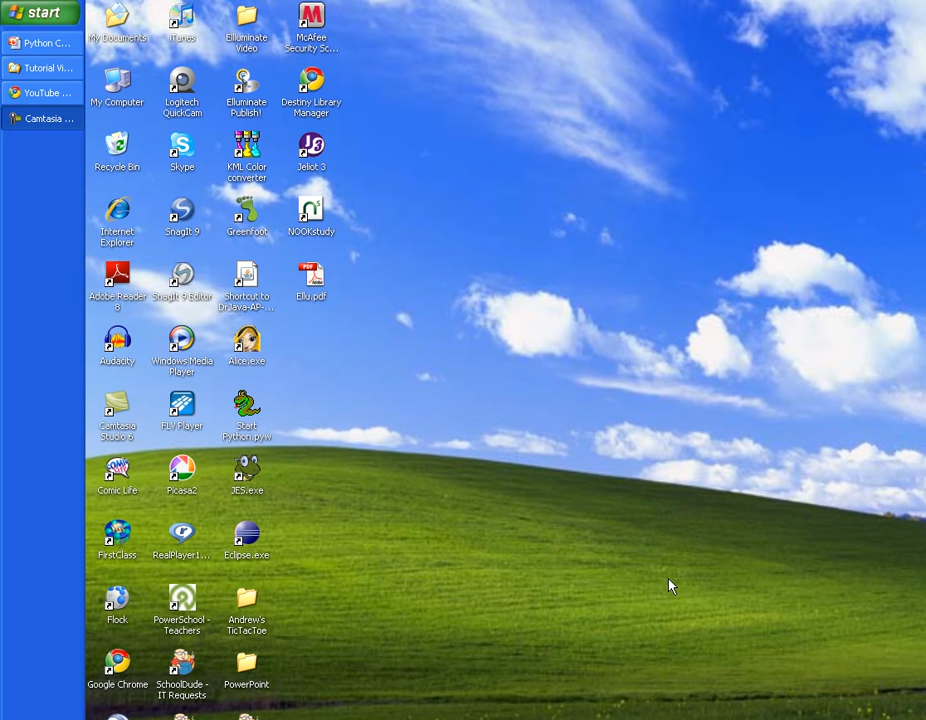 start
Python C...
Tutorial Vi...
YouTube ...
Camtasia ...
My Documents
iTunes
Elluminate
Video
McAfee
Security Sc...
My Computer
Logitech
QuickCam
Elluminate
Publish!
Destiny Library
Manager
Recycle Bin
Skype
KML Color
converter
Jeliot 3
Internet
Explorer
SnagIt 9
Greenfoot
NOOKstudy
Adobe Reader
8
SnagIt 9 Editor
Shortcut to
DrJava-AP-...
PDF
Ellu.pdf
Audacity
Windows Media
Player
Alice.exe
Camtasia
Studio 6
FLV Player
Start
Python.pyw
Comic Life
Picasa2
JES.exe
FirstClass
RealPlayer1...
Eclipse.exe
Flock
PowerSchool -
Teachers
Andrew's
TicTacToe
Google Chrome
SchoolDude -
IT Requests
PowerPoint